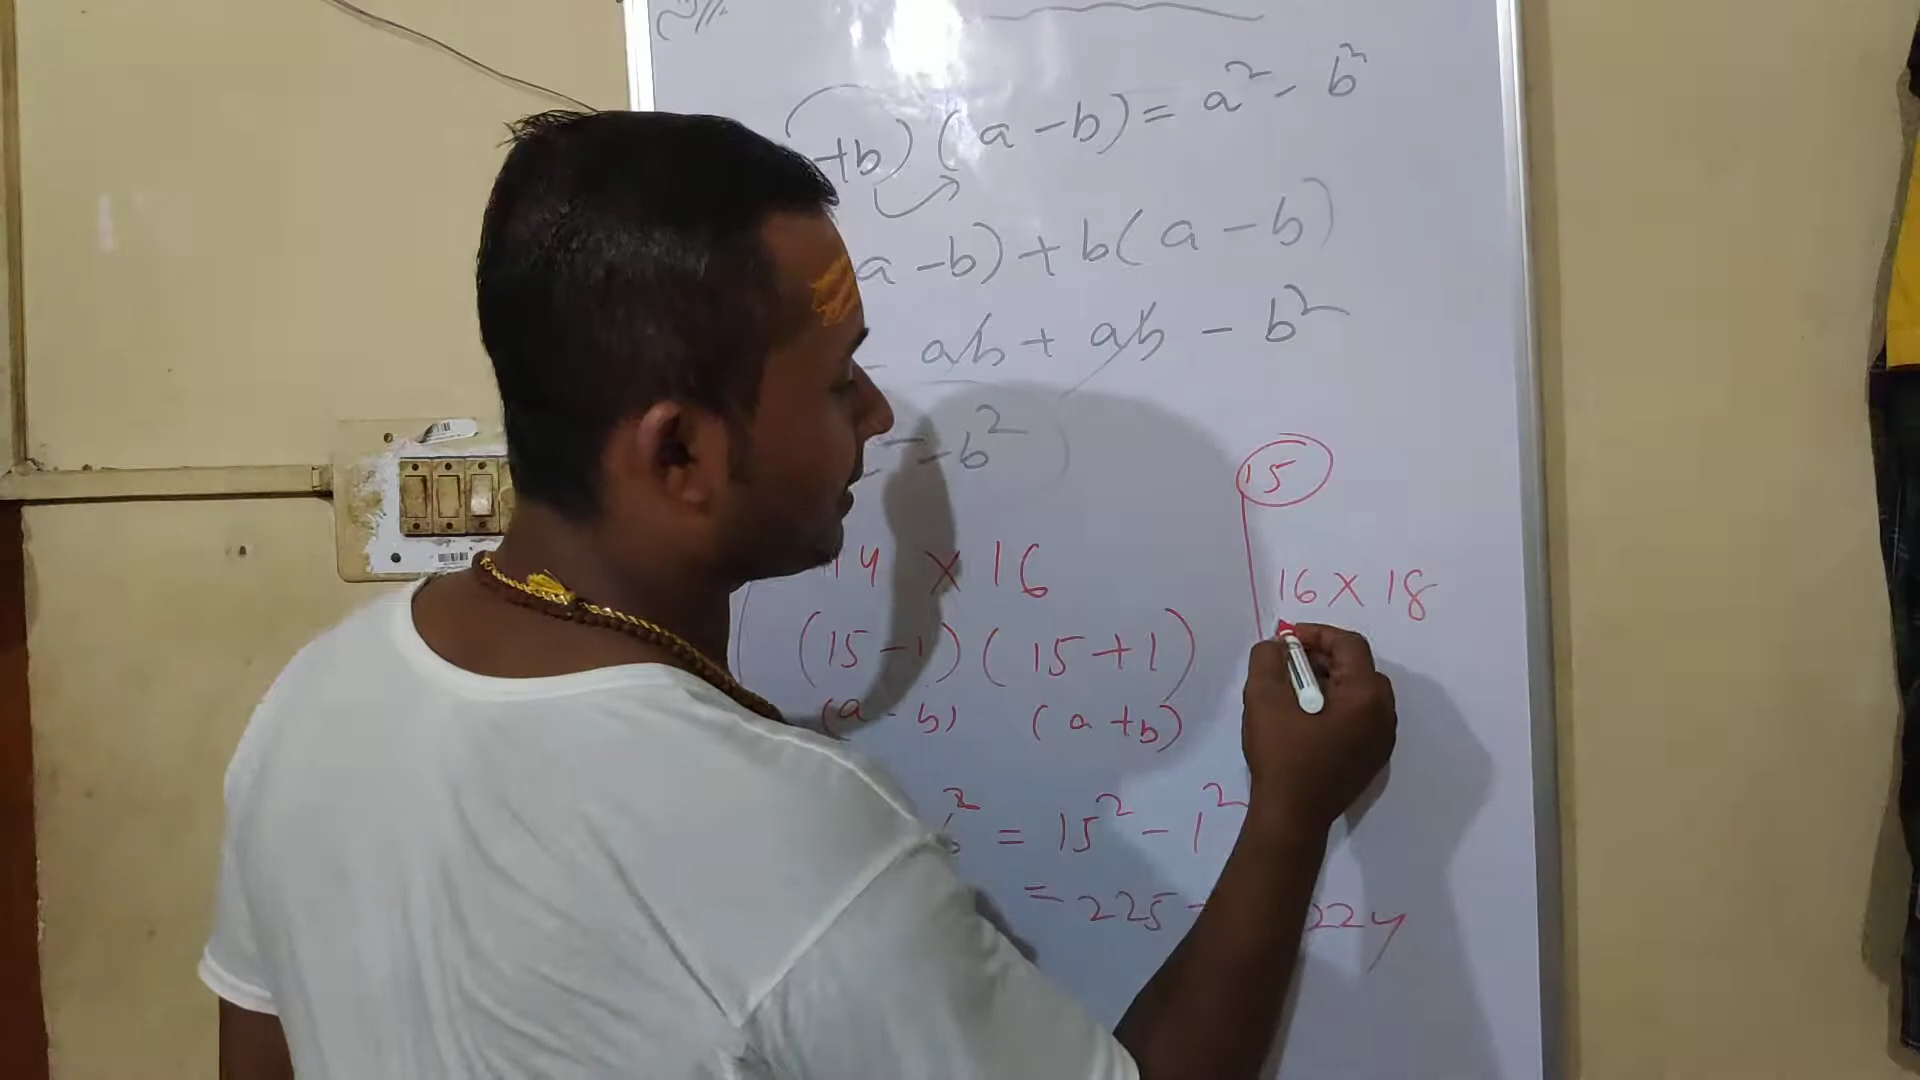 +b) (a - b) = a² - b²
a - b) + b( a - b)
- ab + ab - b²
- b²
15
14 x 16
16 x 18
(15 - 1) ( 15 + 1)
(a - b) ( a + b)
² = 15² - 1²
= 225 - 224